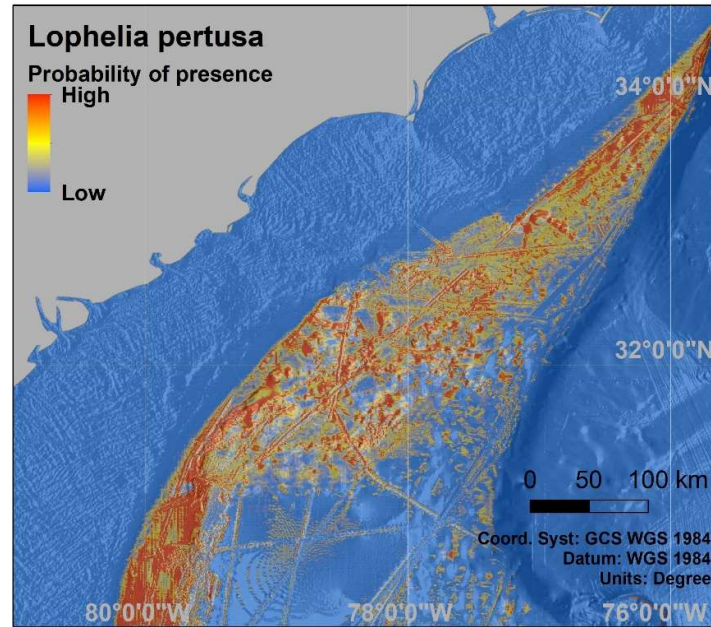 Lophelia pertusa
Probability of presence
High
Low
34°0'0"N
32°0'0"N
0 50 100 km
Coord. Syst: GCS WGS 1984
Datum: WGS 1984
Units: Degree
80°0'0"W 78°0'0"W 76°0'0"W